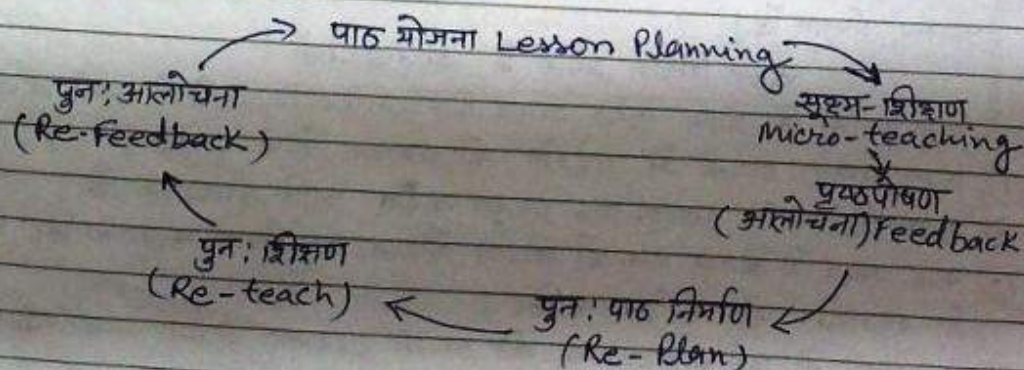 पाठ योजना Lesson Planning
सूक्ष्म-शिक्षण
micro-teaching
प्रष्ठपोषण
(आलोचना) Feedback
पुन: पाठ निर्माण
(Re-Plan)
पुन: शिक्षण
(Re-teach)
पुन: आलोचना
(Re-Feedback)